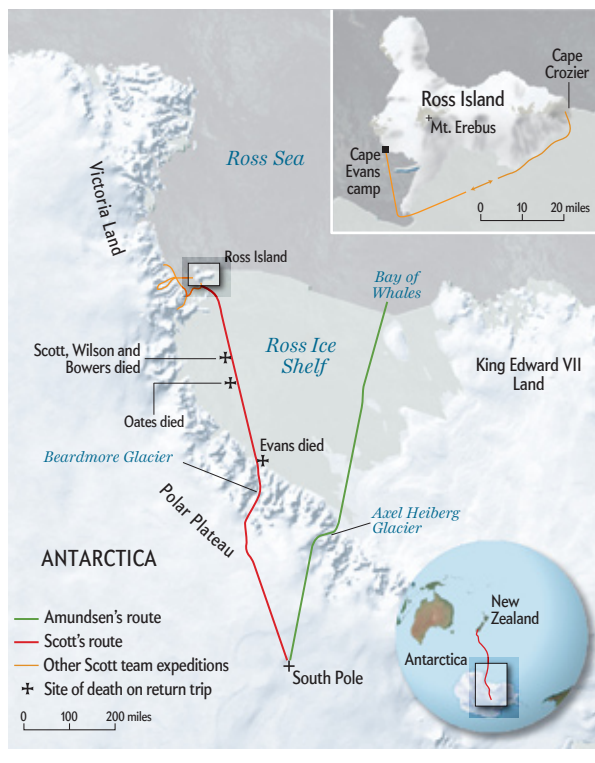 Cape
Crozier
Ross Island
Mt. Erebus
Cape
Evans
camp
0 10 20 miles
Ross Sea
Victoria Land
Ross Island
Bay of
Whales
Ross Ice
Shelf
Scott, Wilson and
Bowers died
King Edward VII
Land
Oates died
Evans died
Beardmore Glacier
Polar Plateau
Axel Heiberg
Glacier
ANTARCTICA
New
Zealand
Antarctica
Amundsen's route
Scott's route
Other Scott team expeditions
Site of death on return trip
South Pole
0 100 200 miles